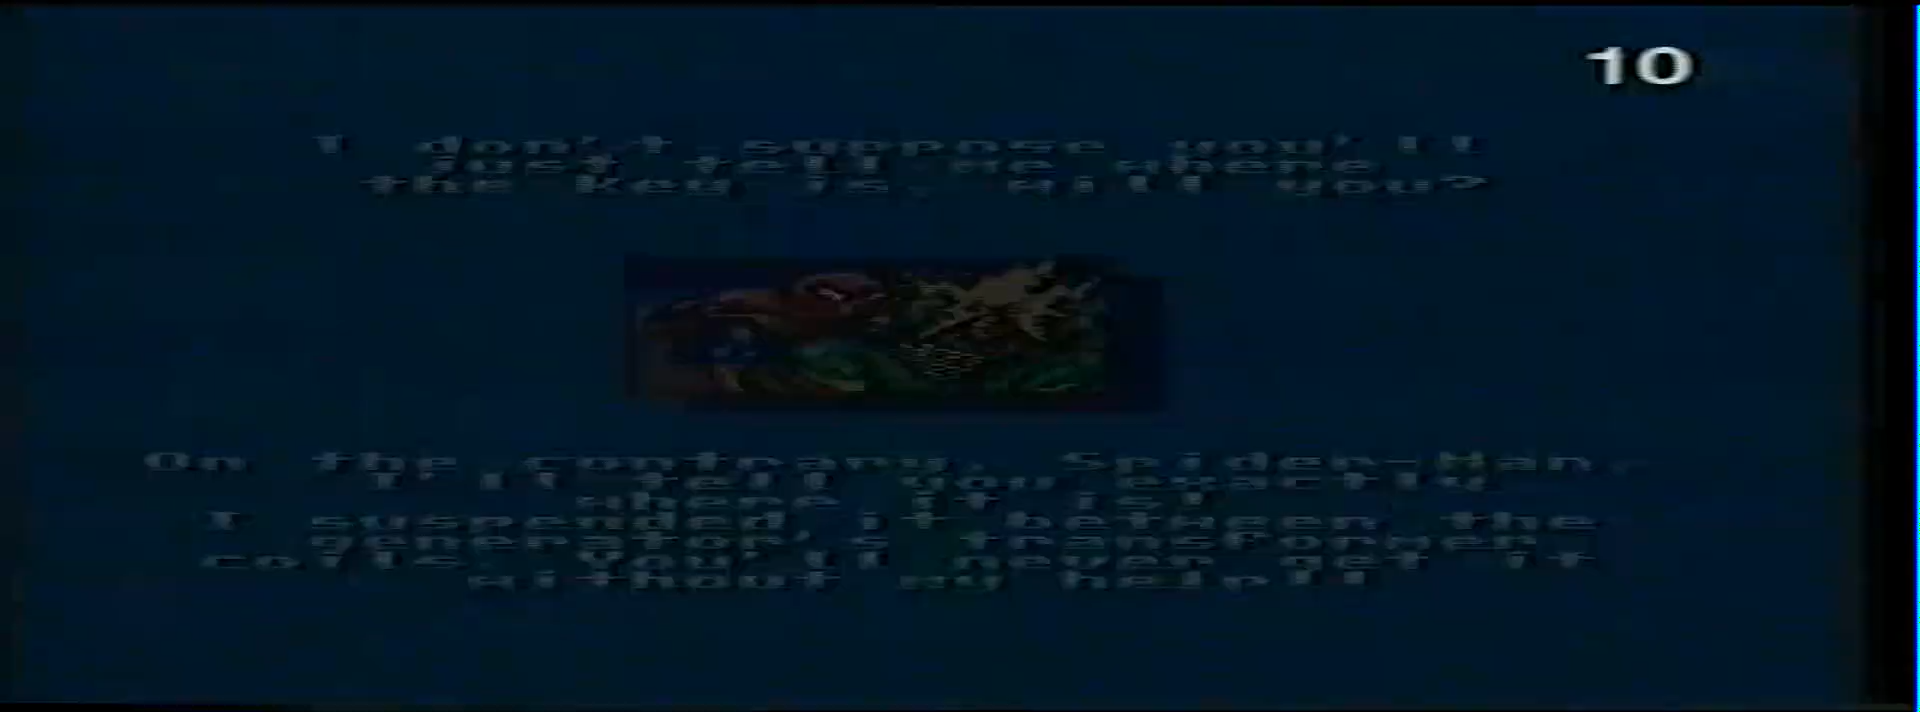 10
I don't suppose you'll
just tell me where
the key is, will you?
On the contrary, Spider-Man,
I'll tell you exactly
where it is!
I suspended it between the
generator's transformer
coils. You'll never get it
without my help!!